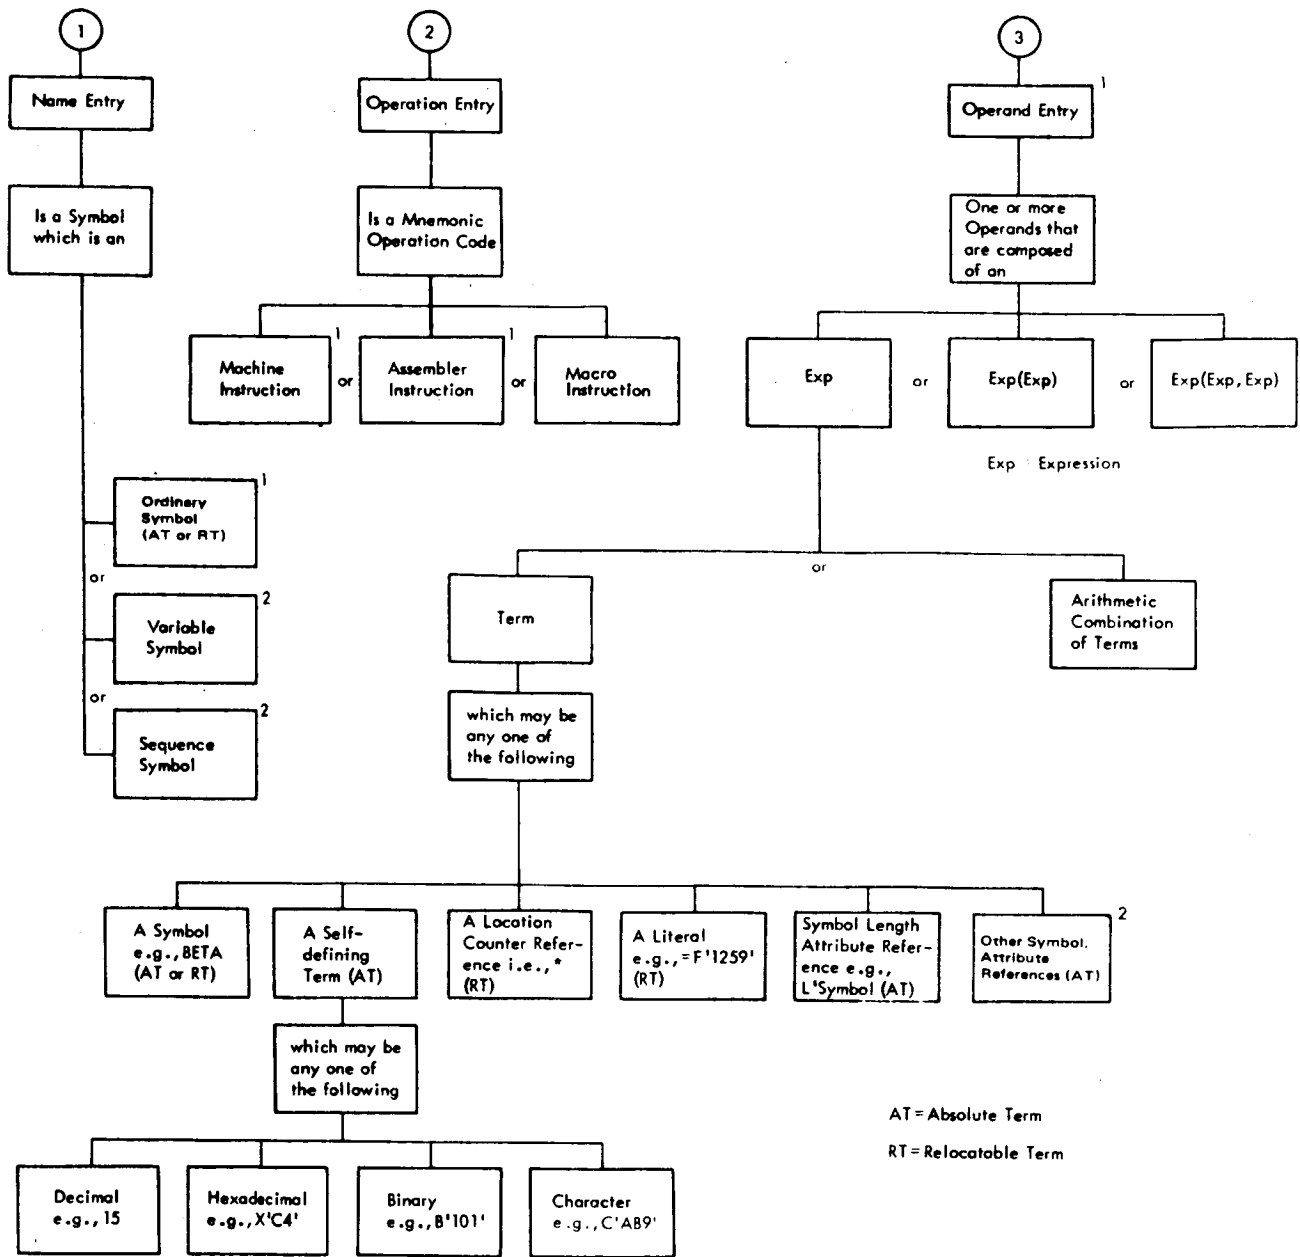 1
2
3
Name Entry
Operation Entry
1
Operand Entry
Is a Symbol
which is an
Is a Mnemonic
Operation Code
One or more
Operands that
are composed
of an
1
1
Machine
Instruction
or
Assembler
Instruction
or
Macro
Instruction
Exp
or
Exp(Exp)
or
Exp(Exp, Exp)
Exp : Expression
1
Ordinary
Symbol
(AT or RT)
or
2
Variable
Symbol
or
2
Sequence
Symbol
or
Term
Arithmetic
Combination
of Terms
which may be
any one of
the following
A Symbol
e.g., BETA
(AT or RT)
A Self-
defining
Term (AT)
A Location
Counter Refer-
ence i.e., *
(RT)
A Literal
e.g., =F'1259'
(RT)
Symbol Length
Attribute Refer-
ence e.g.,
L'Symbol (AT)
2
Other Symbol.
Attribute
References (AT)
which may be
any one of
the following
AT = Absolute Term
RT = Relocatable Term
Decimal
e.g., 15
Hexadecimal
e.g., X'C4'
Binary
e.g., B'101'
Character
e.g., C'AB9'